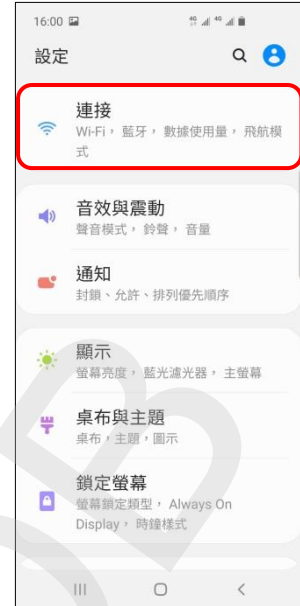 16:00 4G 4G
設定
連接
Wi-Fi， 藍牙， 數據使用量， 飛航模
式
音效與震動
聲音模式， 鈴聲， 音量
通知
封鎖、允許、排列優先順序
顯示
螢幕亮度， 藍光濾光器， 主螢幕
桌布與主題
桌布，主題，圖示
鎖定螢幕
螢幕鎖定類型， Always On
Display， 時鐘樣式